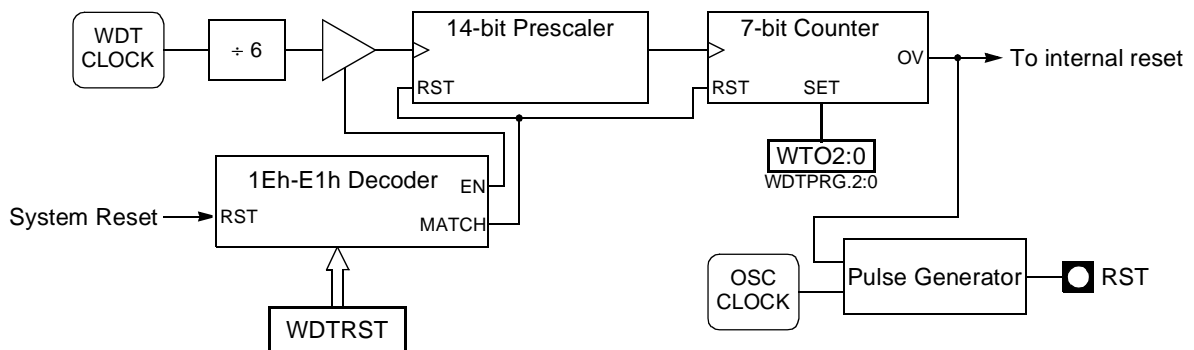 WDT
CLOCK
÷ 6
14-bit Prescaler
RST
7-bit Counter
RST
SET
OV
To internal reset
WTO2:0
WDTPRG.2:0
1Eh-E1h Decoder
EN
RST
MATCH
System Reset
WDTRST
OSC
CLOCK
Pulse Generator
RST